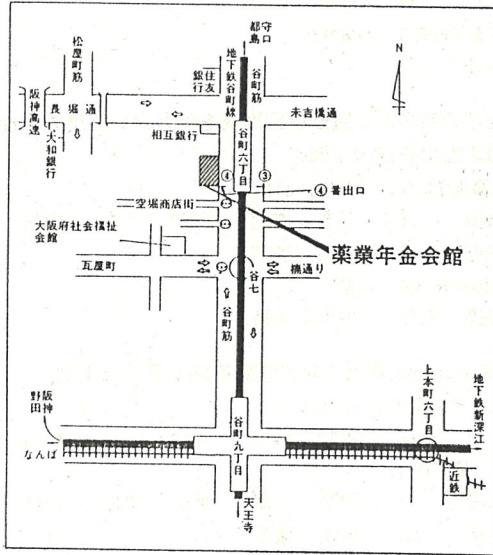 都島
守口
松屋町筋
地下鉄谷町線
谷町筋
住友銀行
N
阪神高速
長堀通
末吉橋通
大和銀行
相互銀行
谷町六丁目
④
③
④番出口
空堀商店街
大阪府社会福祉
会館
薬業年金会館
瓦屋町
谷七
桃通り
谷町筋
上本町六丁目
地下鉄新深江
阪神
野田
なんば
谷町九丁目
近鉄
天王寺